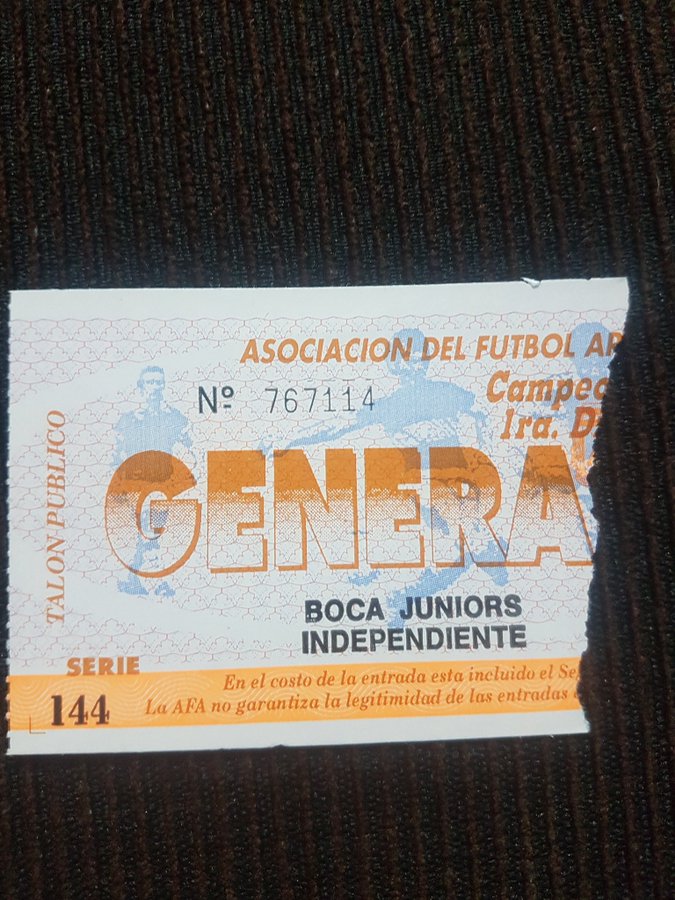 ASOCIACION DEL FUTBOL AR
Nº 767114
Campeo
1ra. D
GENERA
TALON PUBLICO
BOCA JUNIORS
INDEPENDIENTE
SERIE
144
En el costo de la entrada esta incluido el Se
La AFA no garantiza la legitimidad de las entradas